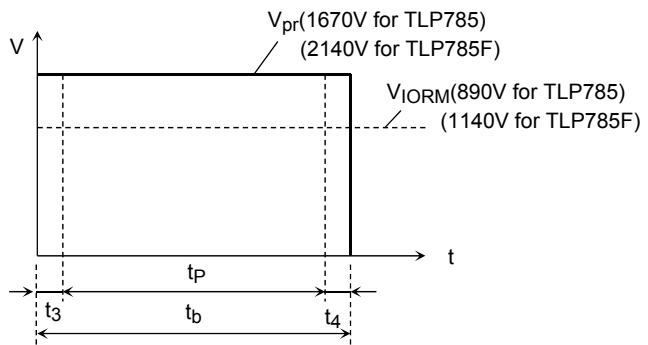 Vpr(1670V for TLP785)
(2140V for TLP785F)
V
VIORM(890V for TLP785)
(1140V for TLP785F)
t
tP
t3
tb
t4